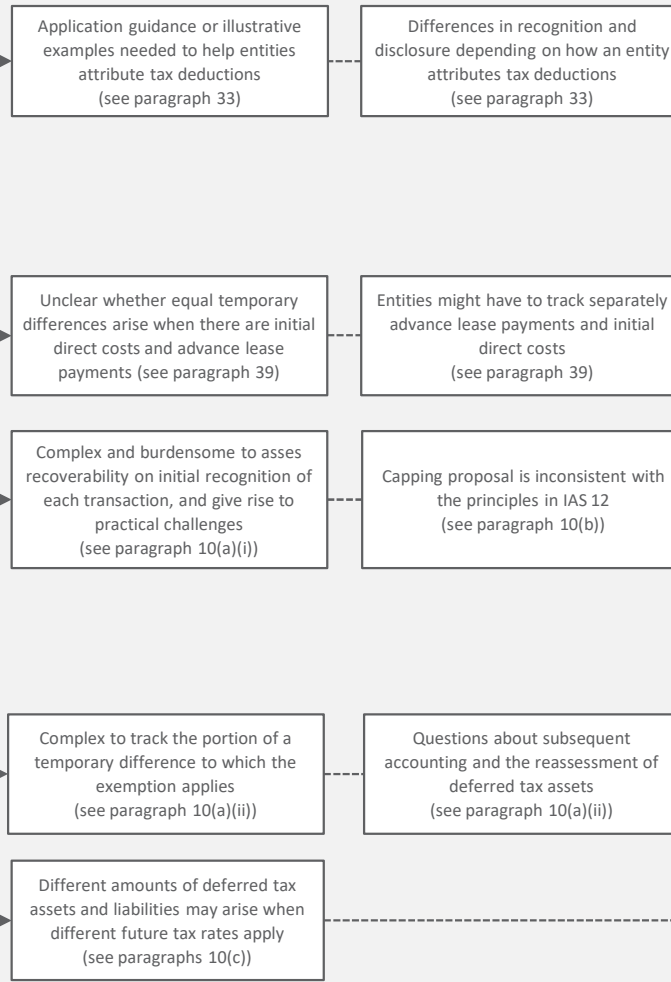 Application guidance or illustrative
examples needed to help entities
attribute tax deductions
(see paragraph 33)
Differences in recognition and
disclosure depending on how an entity
attributes tax deductions
(see paragraph 33)
Unclear whether equal temporary
differences arise when there are initial
direct costs and advance lease
payments (see paragraph 39)
Entities might have to track separately
advance lease payments and initial
direct costs
(see paragraph 39)
Complex and burdensome to asses
recoverability on initial recognition of
each transaction, and give rise to
practical challenges
(see paragraph 10(a)(i))
Capping proposal is inconsistent with
the principles in IAS 12
(see paragraph 10(b))
Complex to track the portion of a
temporary difference to which the
exemption applies
(see paragraph 10(a)(ii))
Questions about subsequent
accounting and the reassessment of
deferred tax assets
(see paragraph 10(a)(ii))
Different amounts of deferred tax
assets and liabilities may arise when
different future tax rates apply
(see paragraphs 10(c))